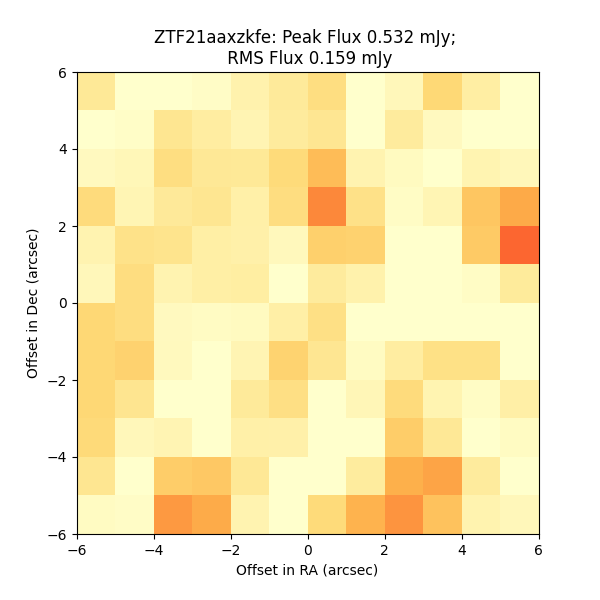 ZTF21aaxzkfe: Peak Flux 0.532 mJy;
RMS Flux 0.159 mJy
6
4
2
0
−2
−4
−6
Offset in Dec (arcsec)
−6 −4 −2 0 2 4 6
Offset in RA (arcsec)